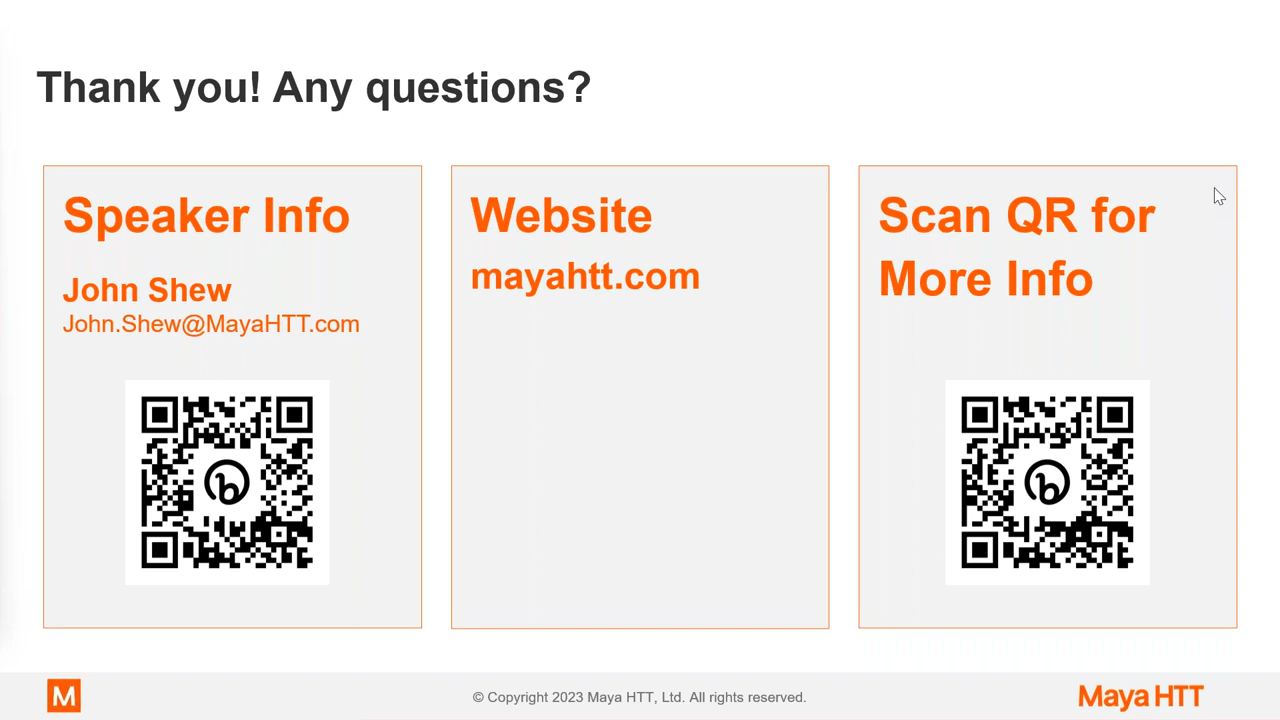 Thank you! Any questions?
Speaker Info
John Shew
John.Shew@MayaHTT.com
Website
mayahtt.com
Scan QR for
More Info
M
© Copyright 2023 Maya HTT, Ltd. All rights reserved.
Maya HTT